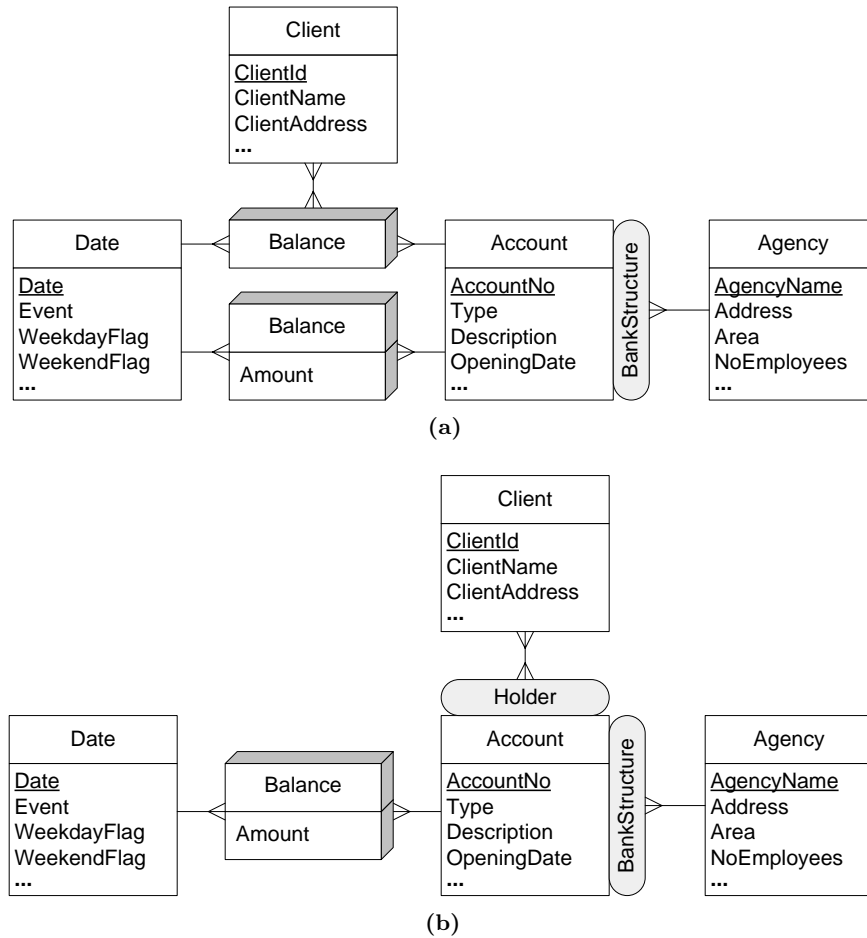 Client
ClientId
ClientName
ClientAddress
...
Date
Date
Event
WeekdayFlag
WeekendFlag
...
Balance
Balance
Amount
Account
AccountNo
Type
Description
OpeningDate
...
BankStructure
Agency
AgencyName
Address
Area
NoEmployees
...
(a)
Client
ClientId
ClientName
ClientAddress
...
Holder
Date
Date
Event
WeekdayFlag
WeekendFlag
...
Balance
Amount
Account
AccountNo
Type
Description
OpeningDate
...
BankStructure
Agency
AgencyName
Address
Area
NoEmployees
...
(b)